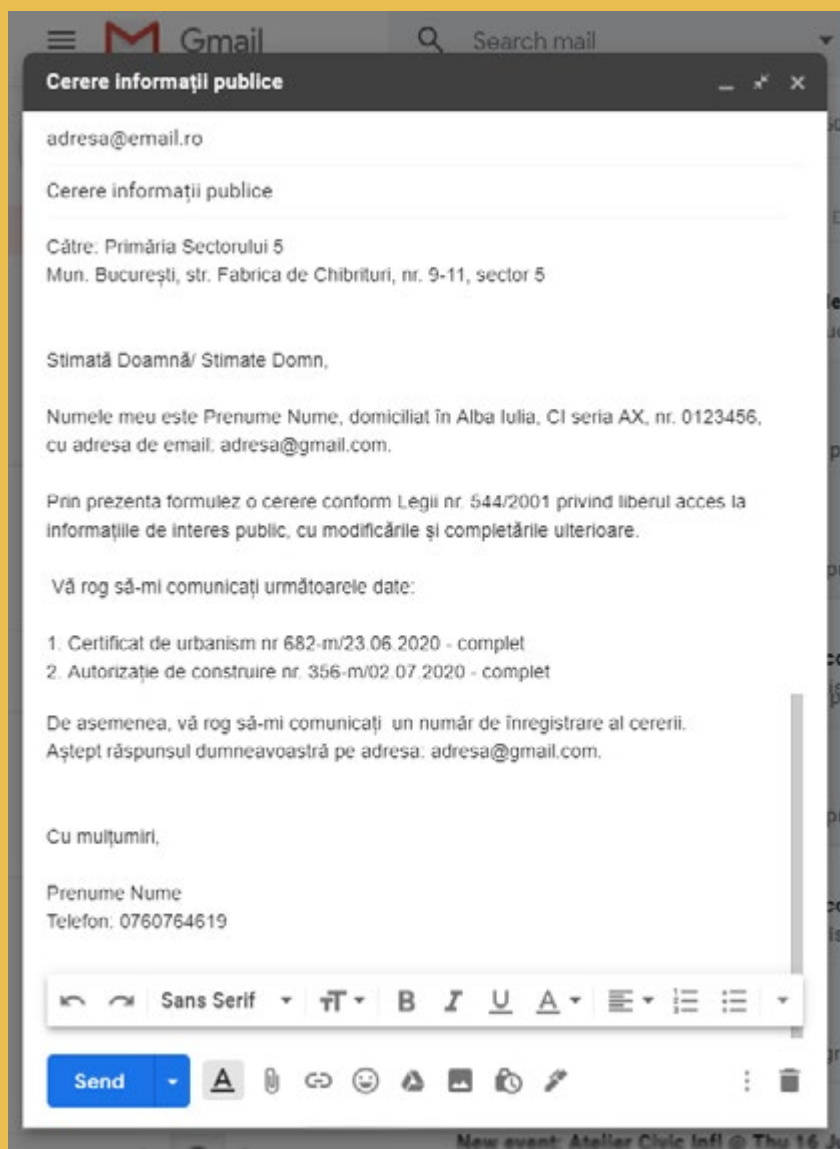 Gmail
Search mail
Cerere informații publice
adresa@email.ro
Cerere informații publice
Către: Primăria Sectorului 5
Mun. București, str. Fabrica de Chibrituri, nr. 9-11, sector 5
Stimată Doamnă/ Stimate Domn,
Numele meu este Prenume Nume, domiciliat în Alba Iulia, CI seria AX, nr. 0123456,
cu adresa de email: adresa@gmail.com.
Prin prezenta formulez o cerere conform Legii nr. 544/2001 privind liberul acces la
informațiile de interes public, cu modificările și completările ulterioare.
Vă rog să-mi comunicați următoarele date:
1. Certificat de urbanism nr 682-m/23.06.2020 - complet
2. Autorizație de construire nr. 356-m/02.07.2020 - complet
De asemenea, vă rog să-mi comunicați un număr de înregistrare al cererii.
Aștept răspunsul dumneavoastră pe adresa: adresa@gmail.com.
Cu mulțumiri,
Prenume Nume
Telefon: 0760764619
Sans Serif
Send
New event: Atelier Civic Infl @ Thu 16